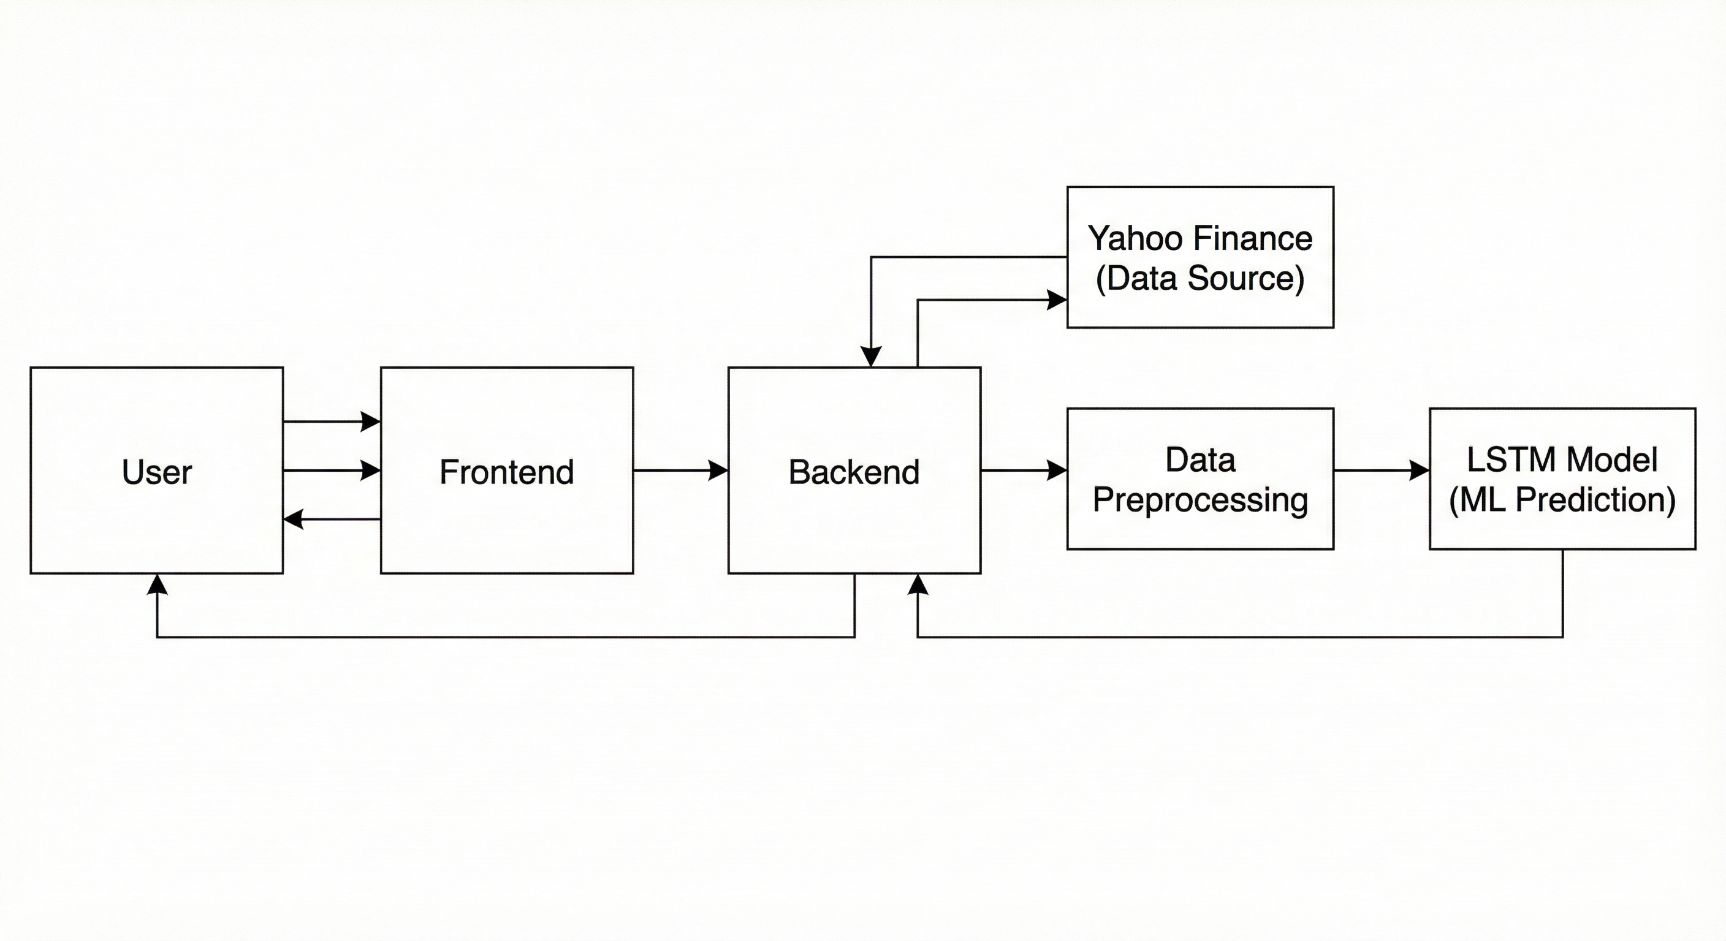 User
Frontend
Backend
Yahoo Finance
(Data Source)
Data
Preprocessing
LSTM Model
(ML Prediction)